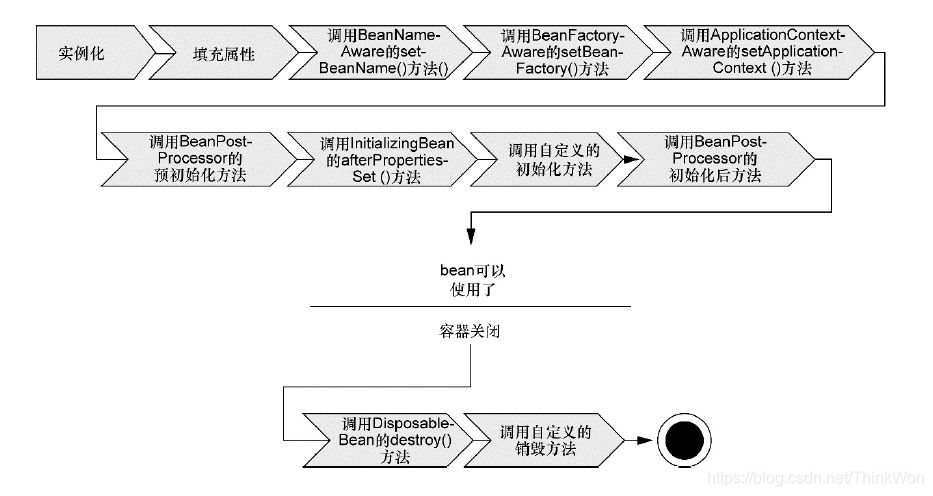 实例化
填充属性
调用BeanName-
Aware的set-
BeanName()方法()
调用BeanFactory-
Aware的setBean-
Factory()方法
调用ApplicationContext-
Aware的setApplication-
Context ()方法
调用BeanPost-
Processor的
预初始化方法
调用InitializingBean
的afterProperties-
Set ()方法
调用自定义的
初始化方法
调用BeanPost-
Processor的
初始化后方法
bean可以
使用了
容器关闭
调用Disposable-
Bean的destroy()
方法
调用自定义的
销毁方法
https://blog.csdn.net/ThinkWon